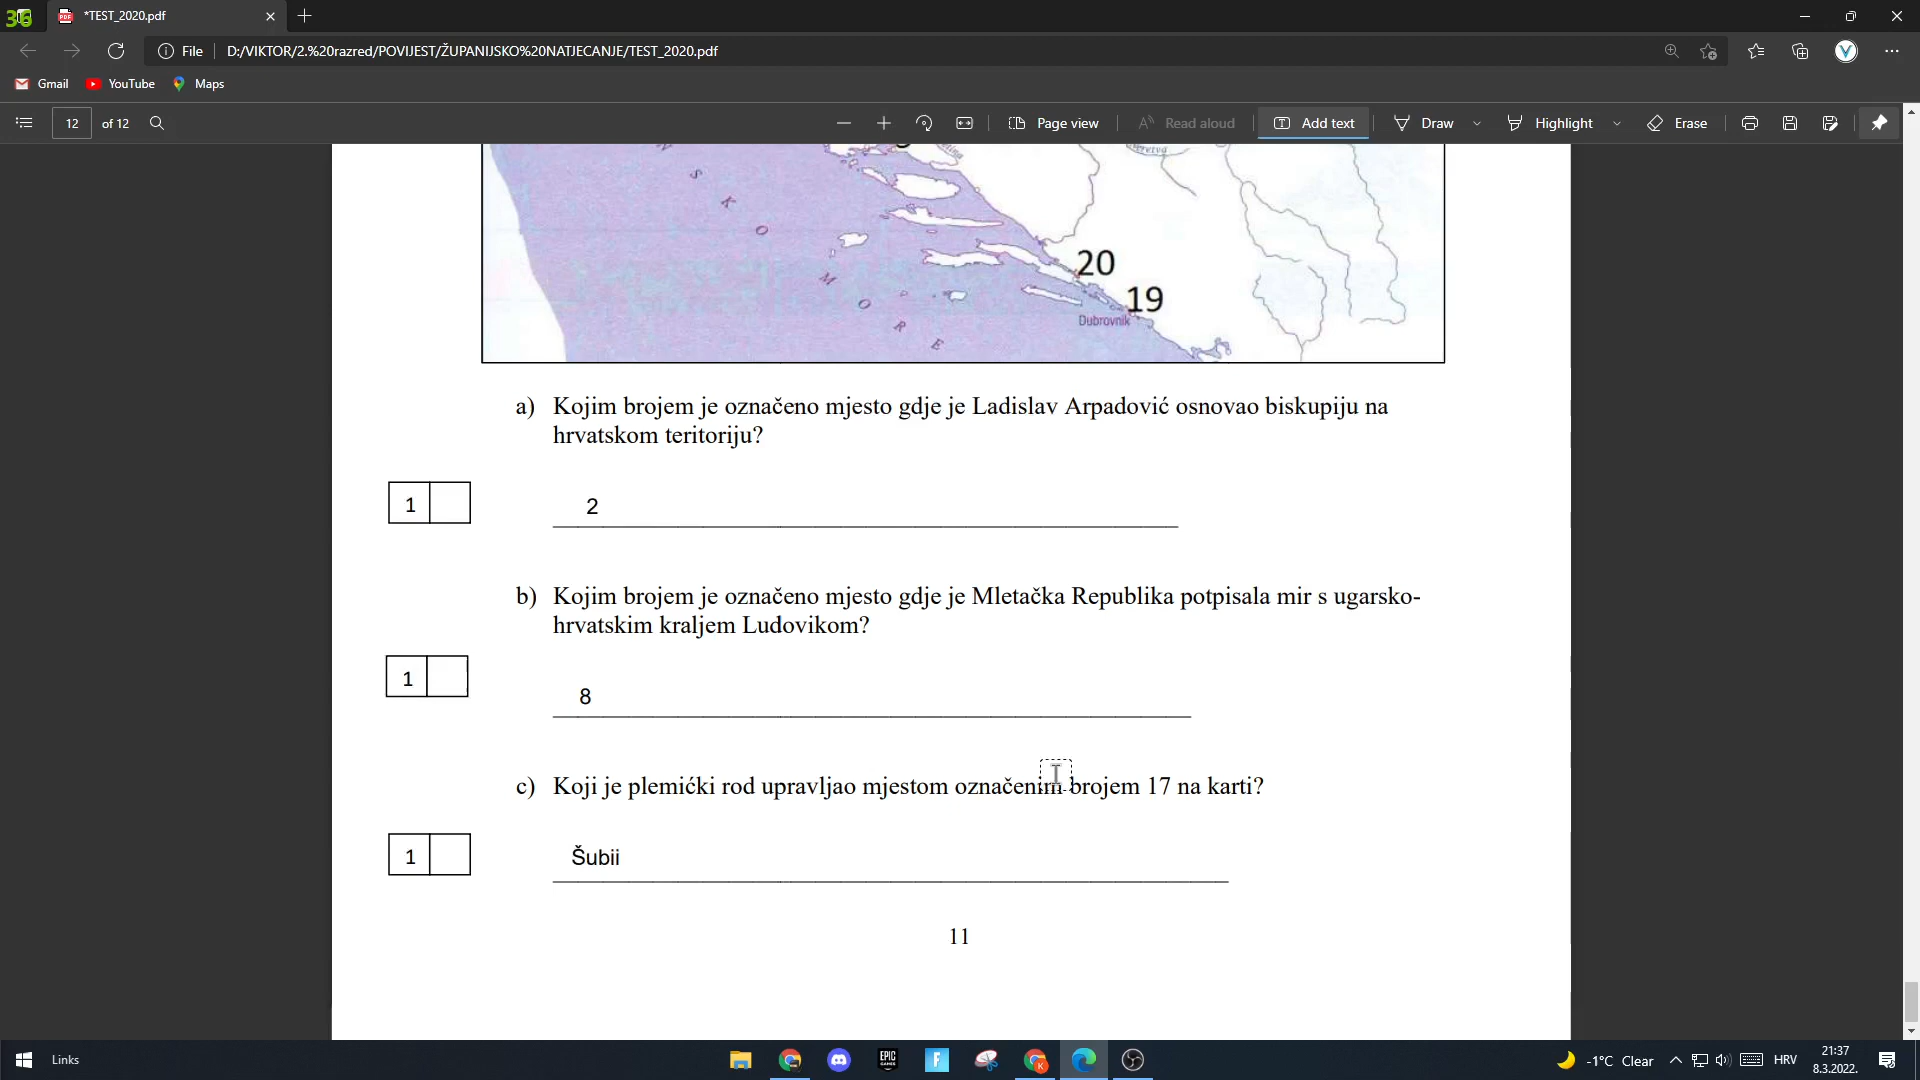 36
*TEST_2020.pdf
File
D:/VIKTOR/2.%20razred/POVIJEST/ŽUPANIJSKO%20NATJECANJE/TEST_2020.pdf
V
Gmail
YouTube
Maps
12 of 12
Page view
Read aloud
Add text
Draw
Highlight
Erase
S K O
M O R E
20
19
Dubrovnik
a) Kojim brojem je označeno mjesto gdje je Ladislav Arpadović osnovao biskupiju na
hrvatskom teritoriju?
1
2
b) Kojim brojem je označeno mjesto gdje je Mletačka Republika potpisala mir s ugarsko-
hrvatskim kraljem Ludovikom?
1
8
c) Koji je plemićki rod upravljao mjestom označenim brojem 17 na karti?
1
Šubii
11
Links
EPIC
GAMES
F
K
-1°C Clear
HRV
21:37
8.3.2022.